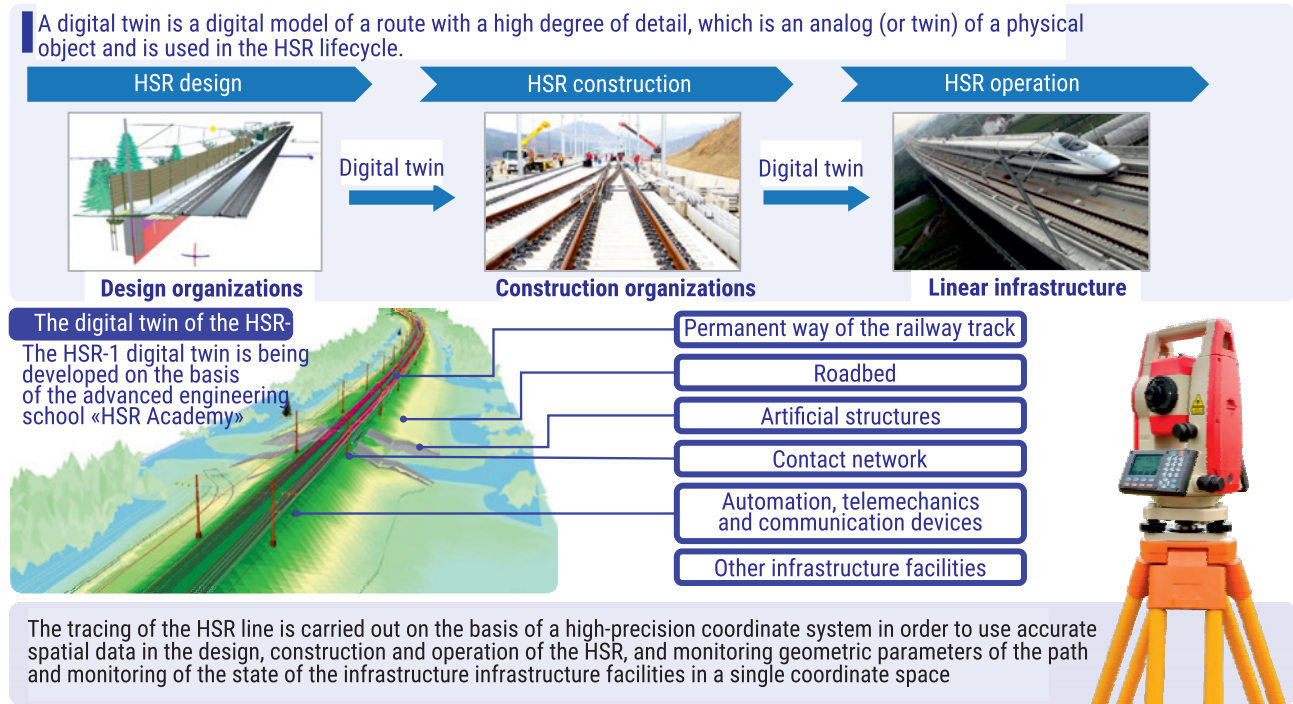 A digital twin is a digital model of a route with a high degree of detail, which is an analog (or twin) of a physical
object and is used in the HSR lifecycle.
HSR design
HSR construction
HSR operation
Digital twin
Digital twin
Design organizations
Construction organizations
Linear infrastructure
The digital twin of the HSR-
The HSR-1 digital twin is being
developed on the basis
of the advanced engineering
school «HSR Academy»
Permanent way of the railway track
Roadbed
Artificial structures
Contact network
Automation, telemechanics
and communication devices
Other infrastructure facilities
The tracing of the HSR line is carried out on the basis of a high-precision coordinate system in order to use accurate
spatial data in the design, construction and operation of the HSR, and monitoring geometric parameters of the path
and monitoring of the state of the infrastructure infrastructure facilities in a single coordinate space